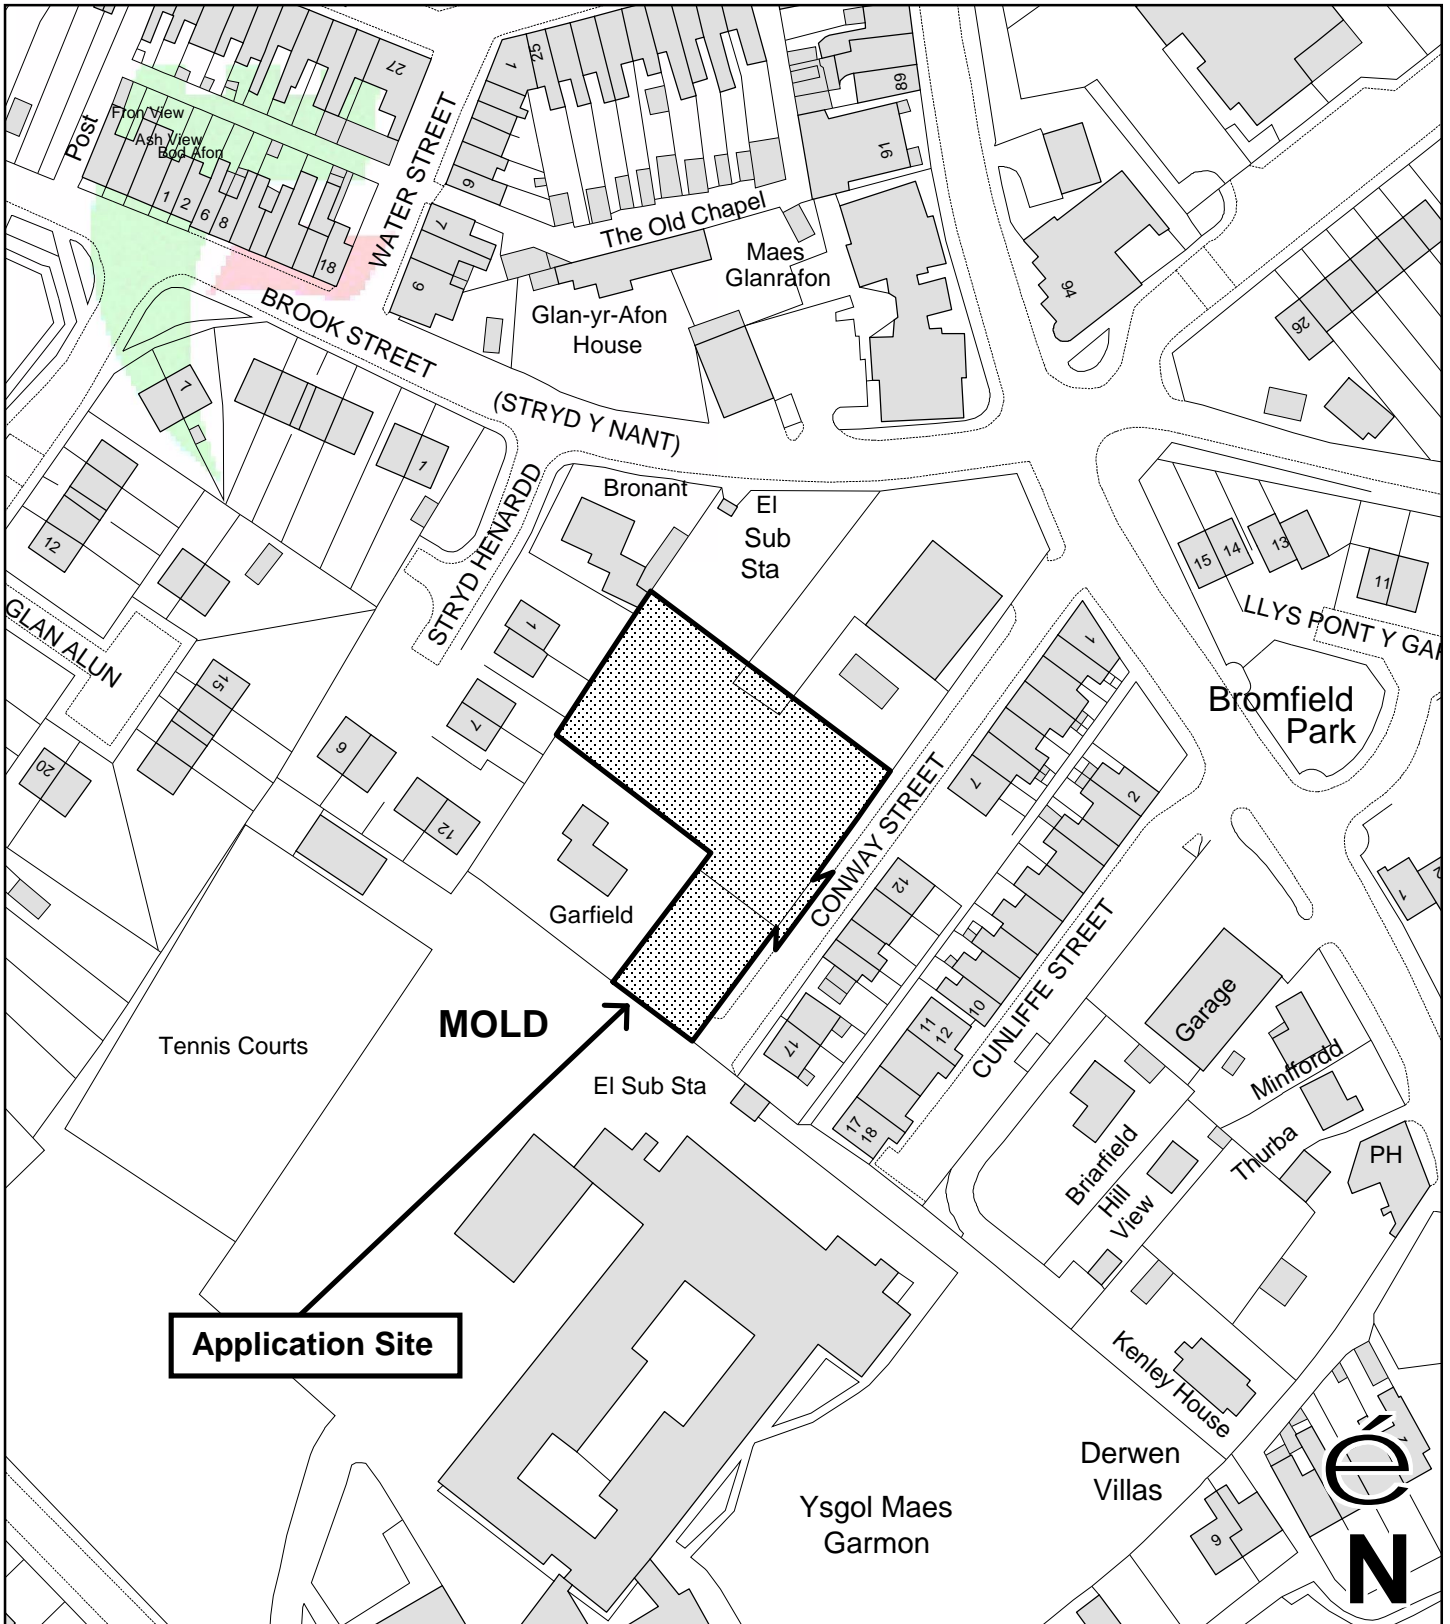 27
1
25
89
Post
Fron View
Ash View
Bod Afon
91
WATER STREET
1
2
6
8
18
6
7
9
The Old Chapel
Maes
Glanrafon
94
26
BROOK STREET
Glan-yr-Afon
House
7
1
(STRYD Y NANT)
12
STRYD HENARDD
Bronant
El
Sub
Sta
15
14
13
11
GLAN ALUN
1
1
LLYS PONT Y GAR
15
7
9
20
12
Bromfield
Park
7
2
CONWAY STREET
12
Garfield
1
2
10
11
12
CUNLIFFE STREET
Garage
MOLD
Tennis Courts
17
El Sub Sta
Minffordd
17
18
Briarfield
Hill
View
Thurba
PH
Application Site
Kenley House
Derwen
Villas
Ysgol Maes
Garmon
9
é
N